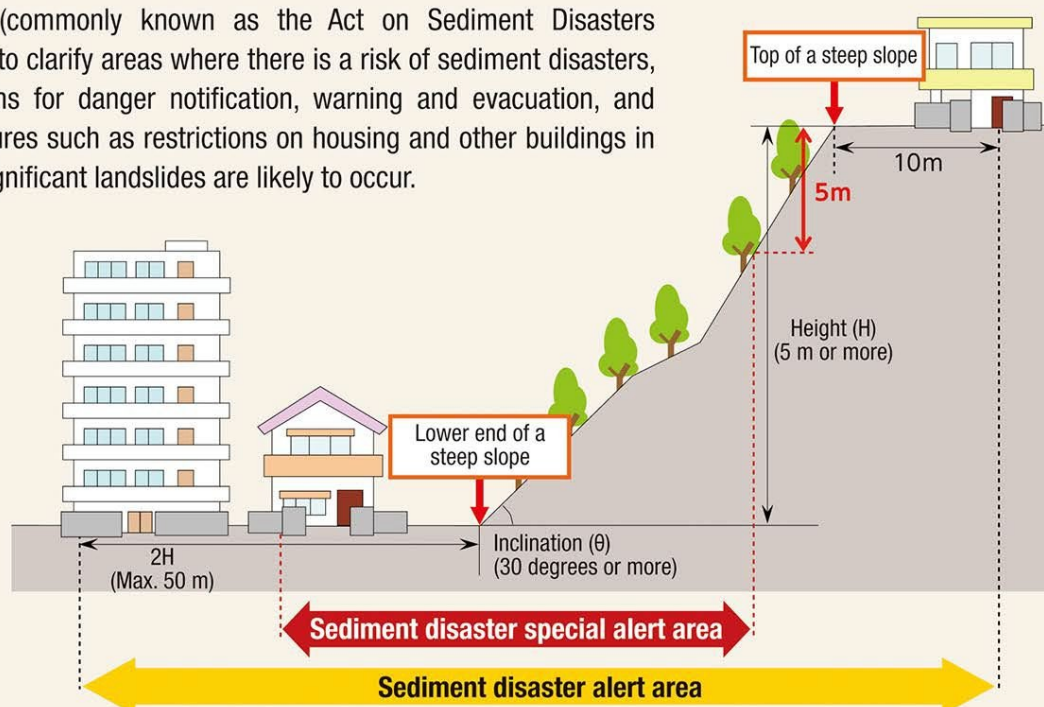 (commonly known as the Act on Sediment Disasters
to clarify areas where there is a risk of sediment disasters,
ns for danger notification, warning and evacuation, and
ures such as restrictions on housing and other buildings in
gnificant landslides are likely to occur.
Top of a steep slope
10m
5m
Height (H)
(5 m or more)
Lower end of a
steep slope
2H
(Max. 50 m)
Inclination (θ)
(30 degrees or more)
Sediment disaster special alert area
Sediment disaster alert area